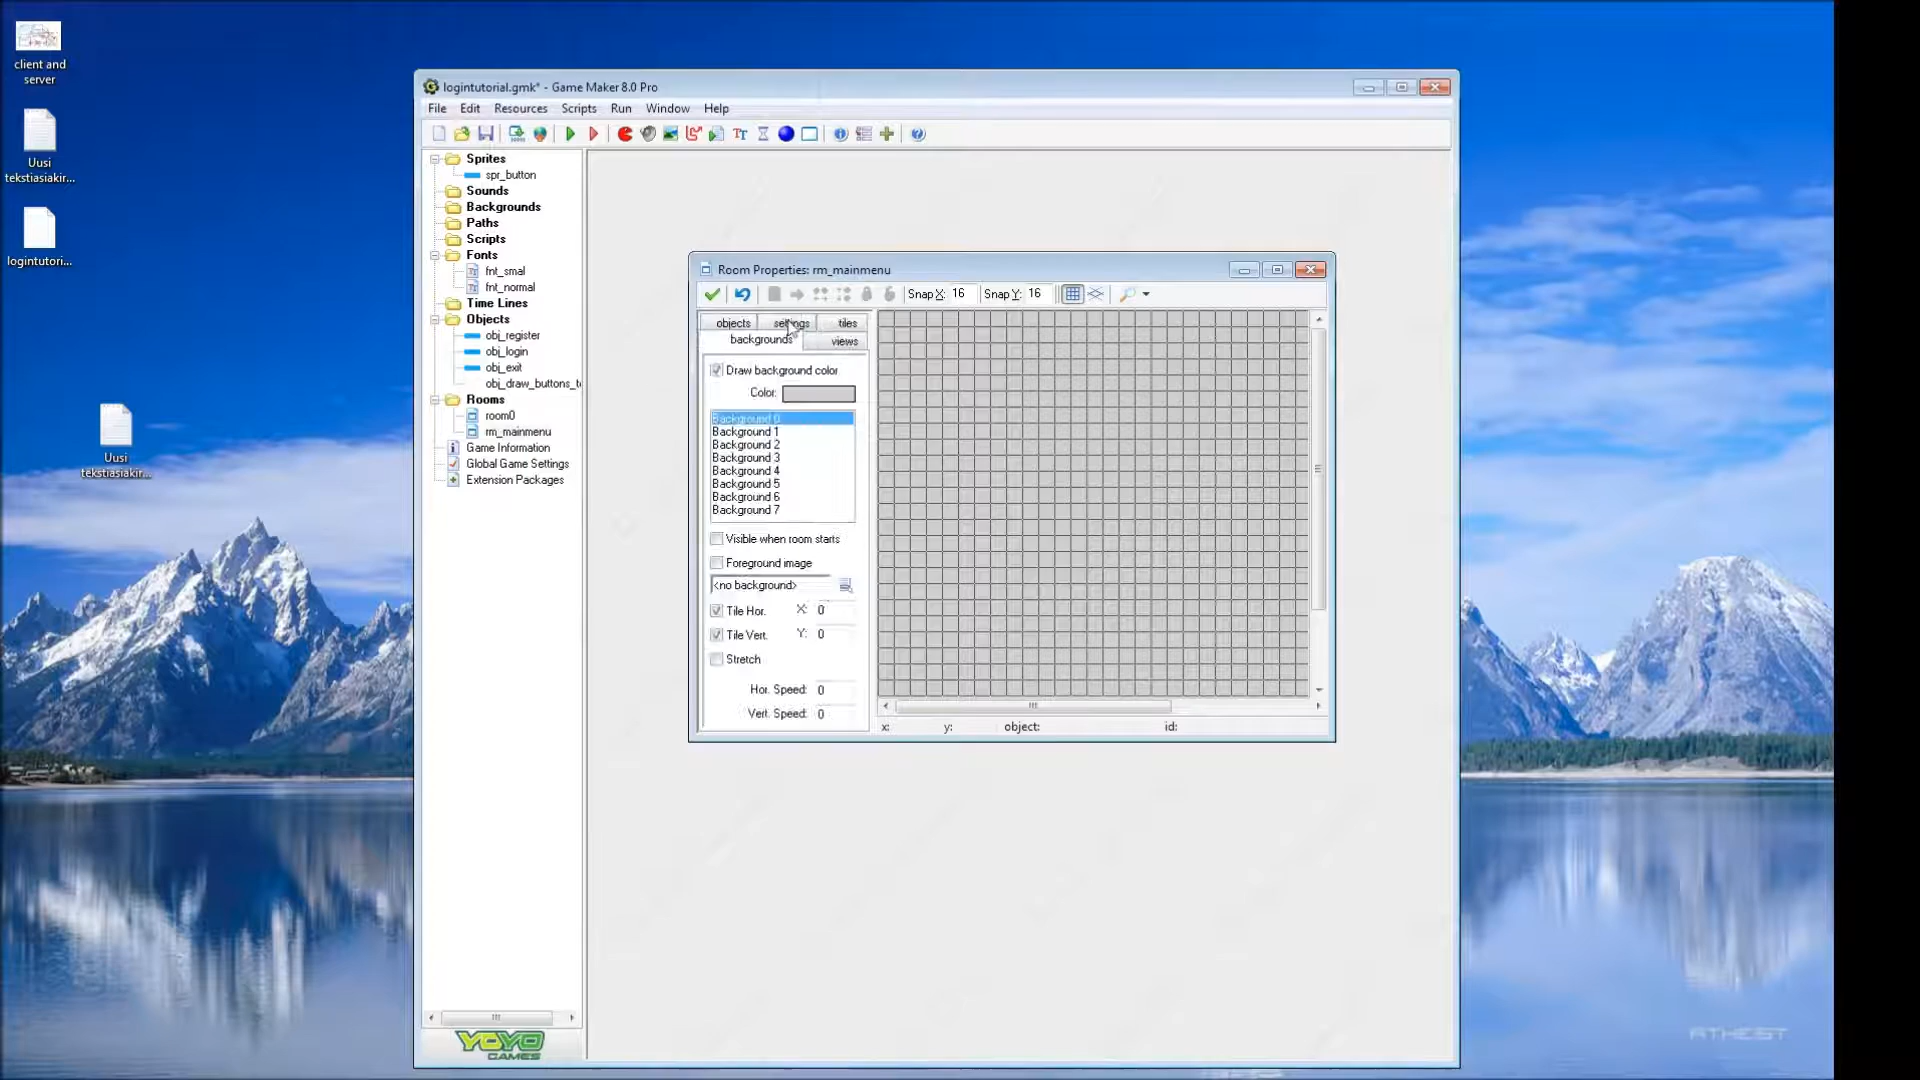 client and
server
Uusi
tekstiasiakir...
logintutori...
Uusi
tekstiasiakir...
logintutorial.gmk* - Game Maker 8.0 Pro
File Edit Resources Scripts Run Window Help
Sprites
spr_button
Sounds
Backgrounds
Paths
Scripts
Fonts
fnt_smal
fnt_normal
Time Lines
Objects
obj_register
obj_login
obj_exit
obj_draw_buttons_t
Rooms
room0
rm_mainmenu
Game Information
Global Game Settings
Extension Packages
YOYO
GAMES
Room Properties: rm_mainmenu
Snap X: 16 Snap Y: 16
objects settings tiles
backgrounds views
Draw background color
Color:
Background 0
Background 1
Background 2
Background 3
Background 4
Background 5
Background 6
Background 7
Visible when room starts
Foreground image
<no background>
Tile Hor. X: 0
Tile Vert. Y: 0
Stretch
Hor. Speed: 0
Vert. Speed: 0
x: y: object: id: